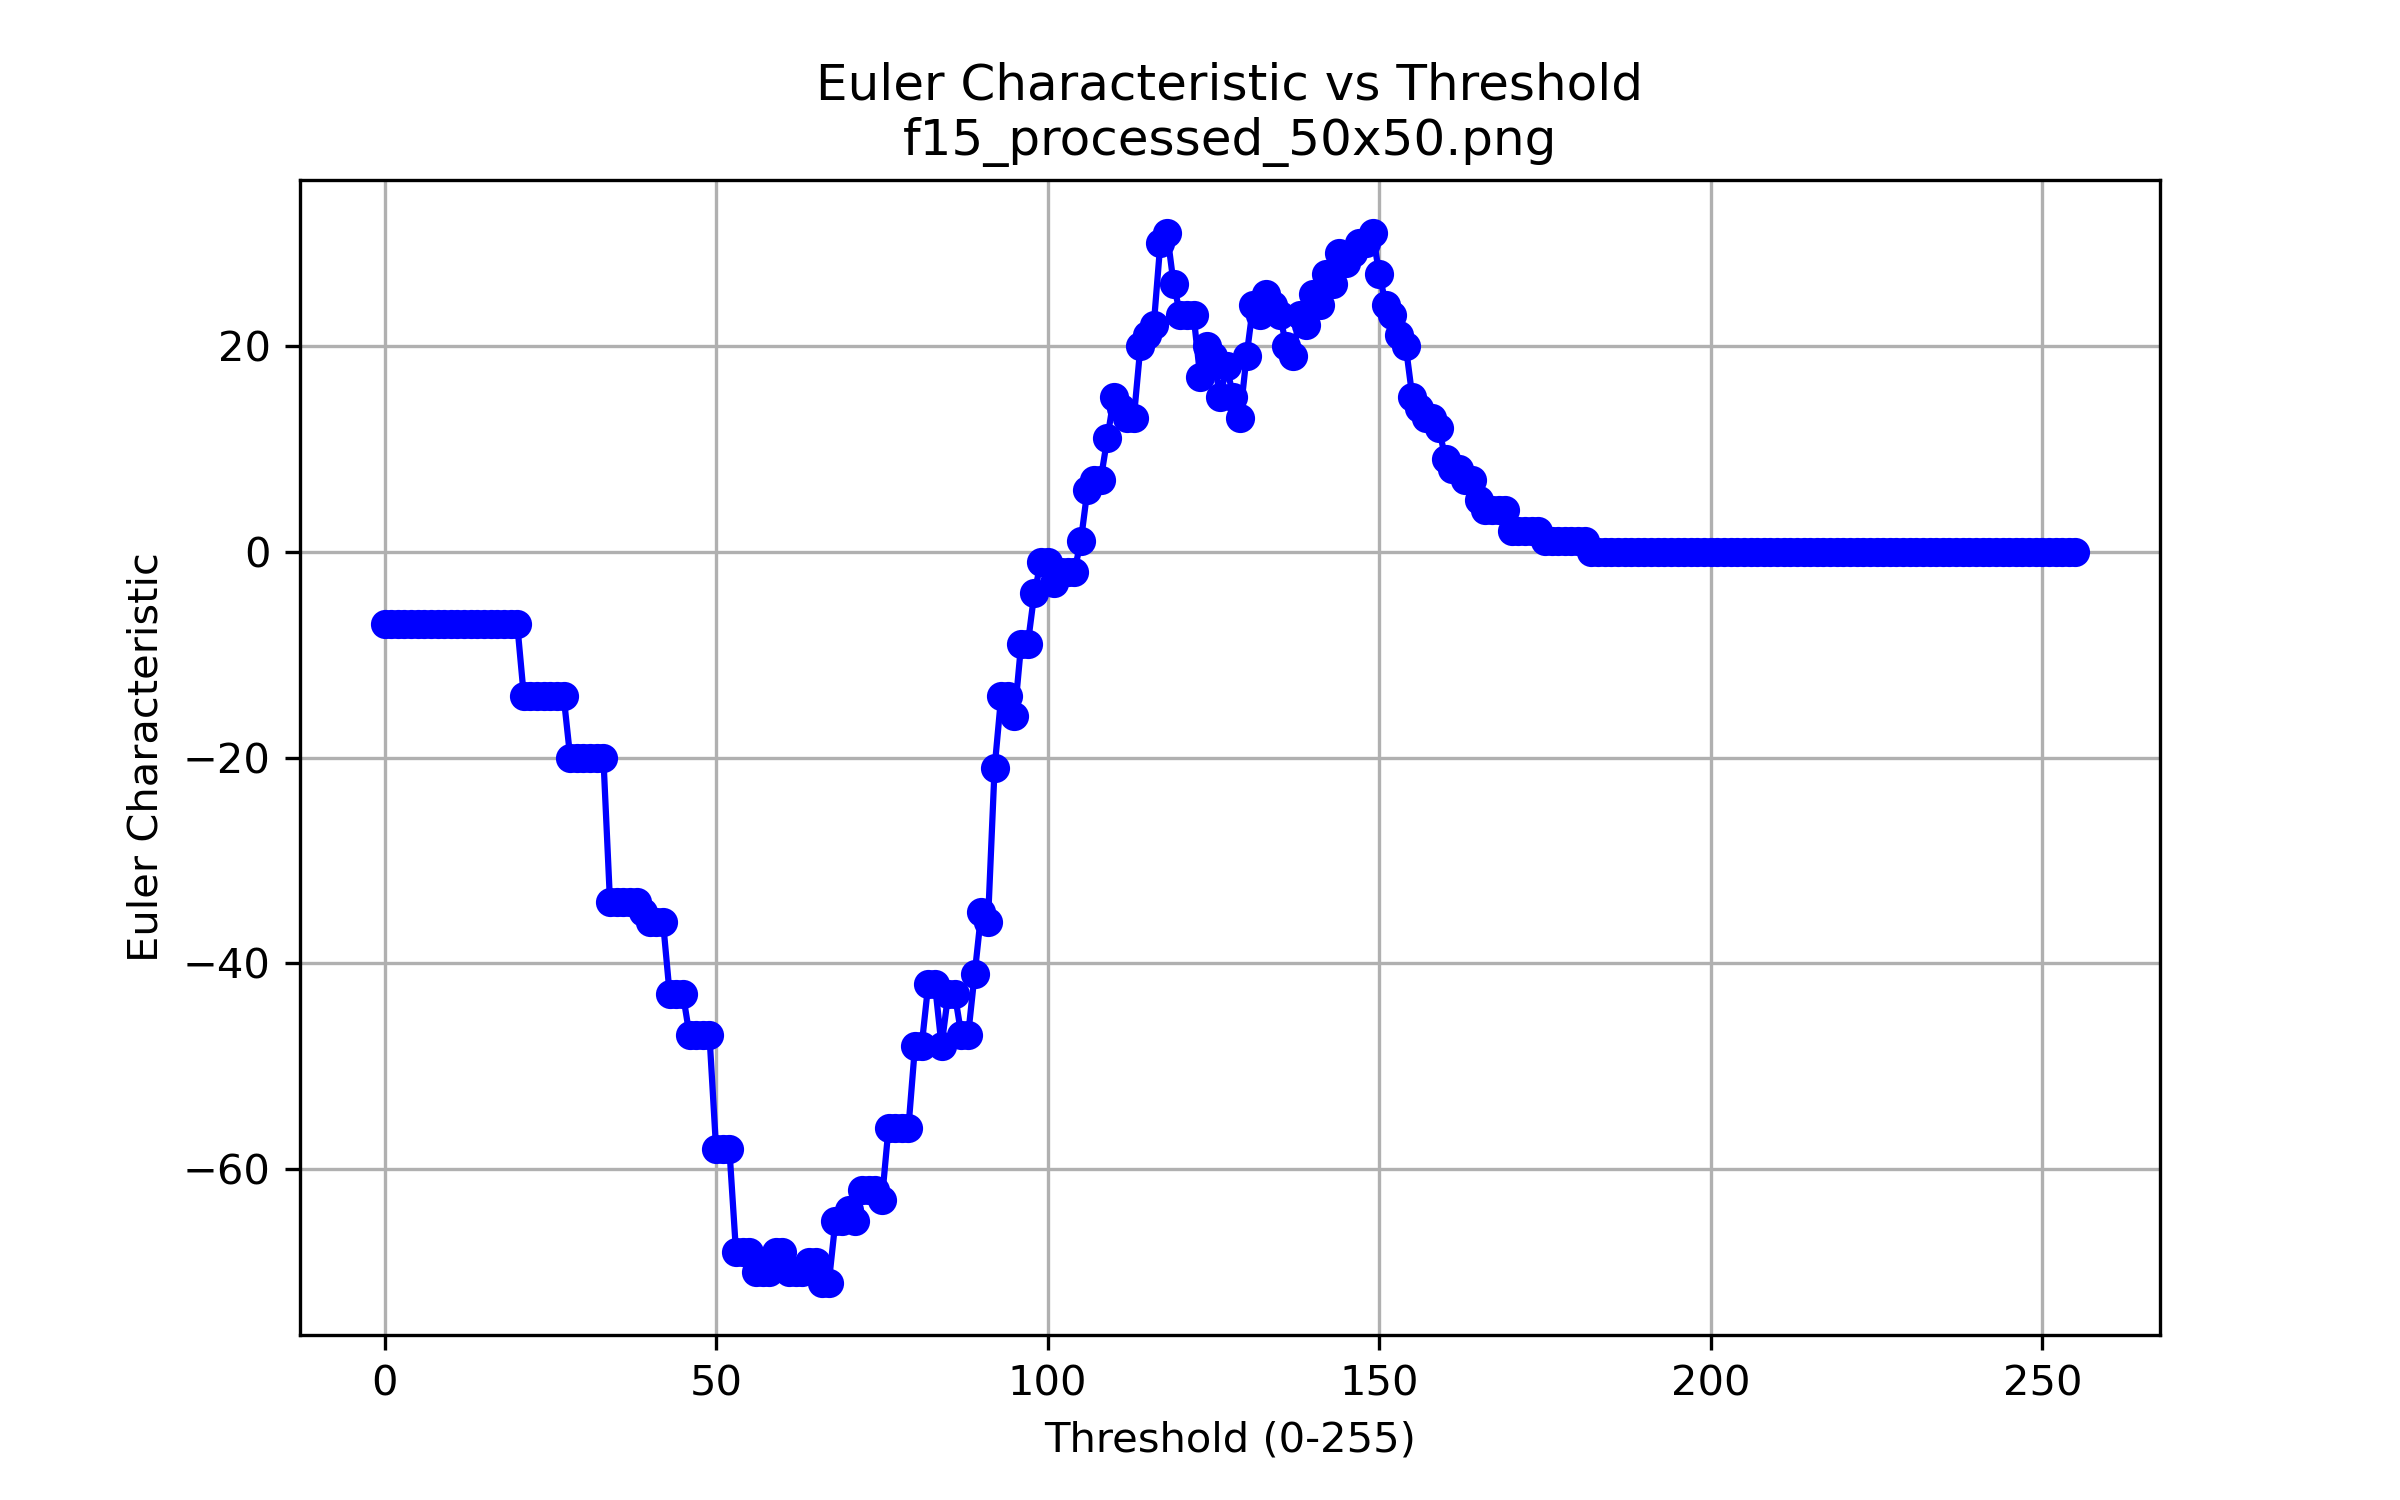 Euler Characteristic vs Threshold
f15_processed_50x50.png
Euler Characteristic
20
0
−20
−40
−60
0 50 100 150 200 250
Threshold (0-255)